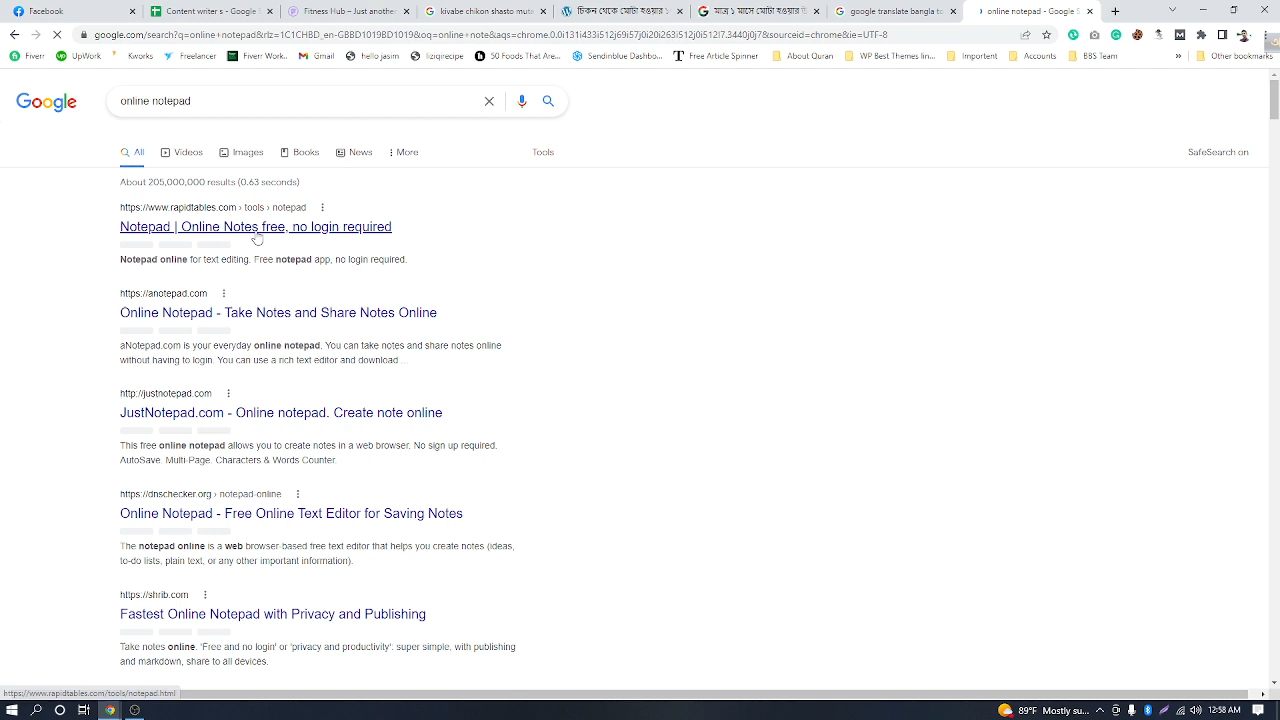 Facebook
Content writer s - Google
Fitness Hub – Just anothe
kivabe chikon shasto mut
চিকন থেকে মোটা হওয়ার ১
মাত্র ১ মাসে মোটা হওয়ার উ
google translate bangla to
online notepad - Google S
google.com/search?q=online+notepad&rlz=1C1CHBD_en-GBBD1019BD1019&oq=online+note&aqs=chrome.0.0i131i433i512j69i57j0i20i263i512j0i512l7.3440j0j7&sourceid=chrome&ie=UTF-8
Fiverr
UpWork
Kworks
Freelancer
Fiverr Work..
Gmail
hello jasim
liziqirecipe
50 Foods That Are...
Sendinblue Dashbo...
Free Article Spinner
About Quran
WP Best Themes lin...
Importent
Accounts
BBS Team
Other bookmarks
Google
online notepad
All
Videos
Images
Books
News
More
Tools
SafeSearch on
About 205,000,000 results (0.63 seconds)
https://www.rapidtables.com › tools › notepad
Notepad | Online Notes free, no login required
Notepad online for text editing. Free notepad app, no login required.
https://anotepad.com
Online Notepad - Take Notes and Share Notes Online
aNotepad.com is your everyday online notepad. You can take notes and share notes online
without having to login. You can use a rich text editor and download ...
http://justnotepad.com
JustNotepad.com - Online notepad. Create note online
This free online notepad allows you to create notes in a web browser. No sign up required.
AutoSave. Multi-Page. Characters & Words Counter.
https://dnschecker.org › notepad-online
Online Notepad - Free Online Text Editor for Saving Notes
The notepad online is a web browser-based free text editor that helps you create notes (ideas,
to-do lists, plain text, or any other important information).
https://shrib.com
Fastest Online Notepad with Privacy and Publishing
Take notes online. 'Free and no login' or 'privacy and productivity': super simple, with publishing
and markdown, share to all devices.
https://www.rapidtables.com/tools/notepad.html
89°F Mostly su...
12:58 AM